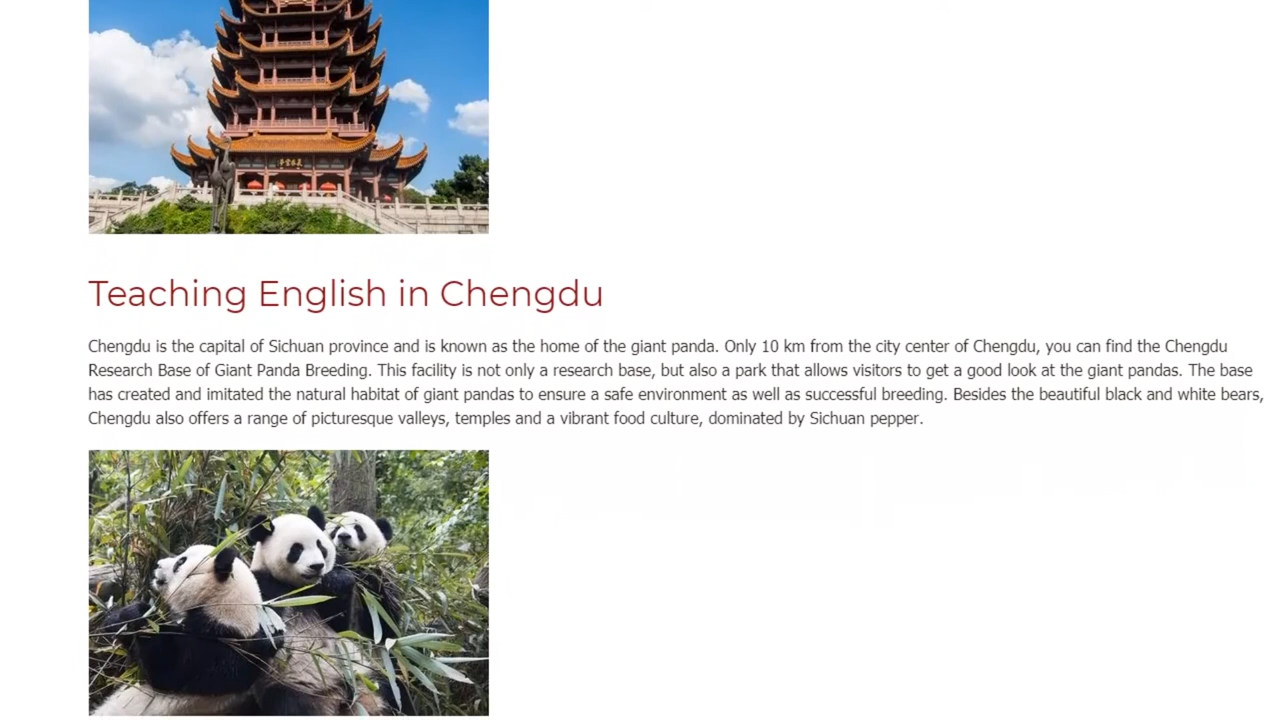 Teaching English in Chengdu
Chengdu is the capital of Sichuan province and is known as the home of the giant panda. Only 10 km from the city center of Chengdu, you can find the Chengdu
Research Base of Giant Panda Breeding. This facility is not only a research base, but also a park that allows visitors to get a good look at the giant pandas. The base
has created and imitated the natural habitat of giant pandas to ensure a safe environment as well as successful breeding. Besides the beautiful black and white bears,
Chengdu also offers a range of picturesque valleys, temples and a vibrant food culture, dominated by Sichuan pepper.